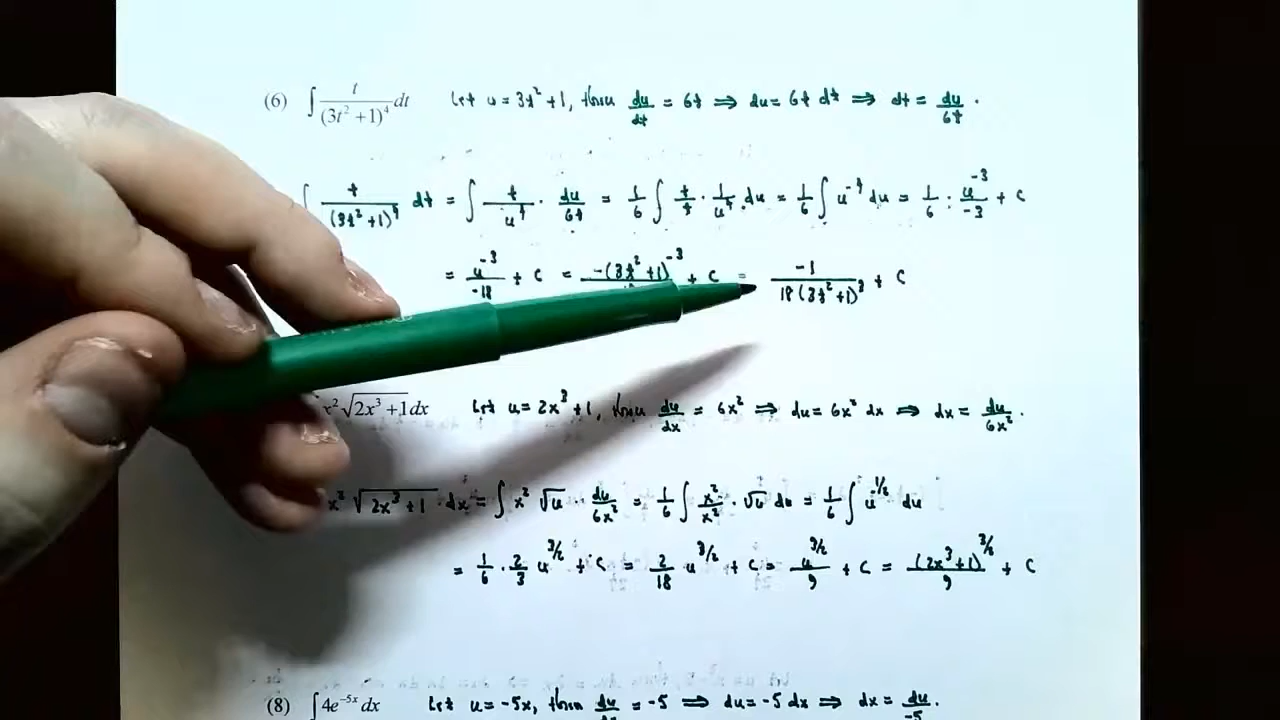 (6) ∫ t/(3t² + 1)⁴ dt Let u = 3t² + 1, then du/dt = 6t ⇒ du = 6t dt ⇒ dt = du/6t .
∫ t/(3t² + 1)⁴ dt = ∫ t/u⁴ · du/6t = 1/6 ∫ t/t · 1/u⁴ du = 1/6 ∫ u⁻⁴ du = 1/6 · u⁻³/-3 + C
= u⁻³/-18 + C = -(3t² + 1)⁻³ + C = -1/18(3t² + 1)³ + C
x² √(2x³ + 1) dx Let u = 2x³ + 1, then du/dx = 6x² ⇒ du = 6x² dx ⇒ dx = du/6x² .
x² √(2x³ + 1) · dx = ∫ x² √u · du/6x² = 1/6 ∫ x²/x² · √u du = 1/6 ∫ u^1/2 du
= 1/6 · 2/3 u^3/2 + C = 2/18 u^3/2 + C = u^3/2/9 + C = (2x³ + 1)^3/2/9 + C
(8) ∫ 4e⁻⁵ˣ dx Let u = -5x, then du = -5 ⇒ du = -5 dx ⇒ dx = du/-5 .